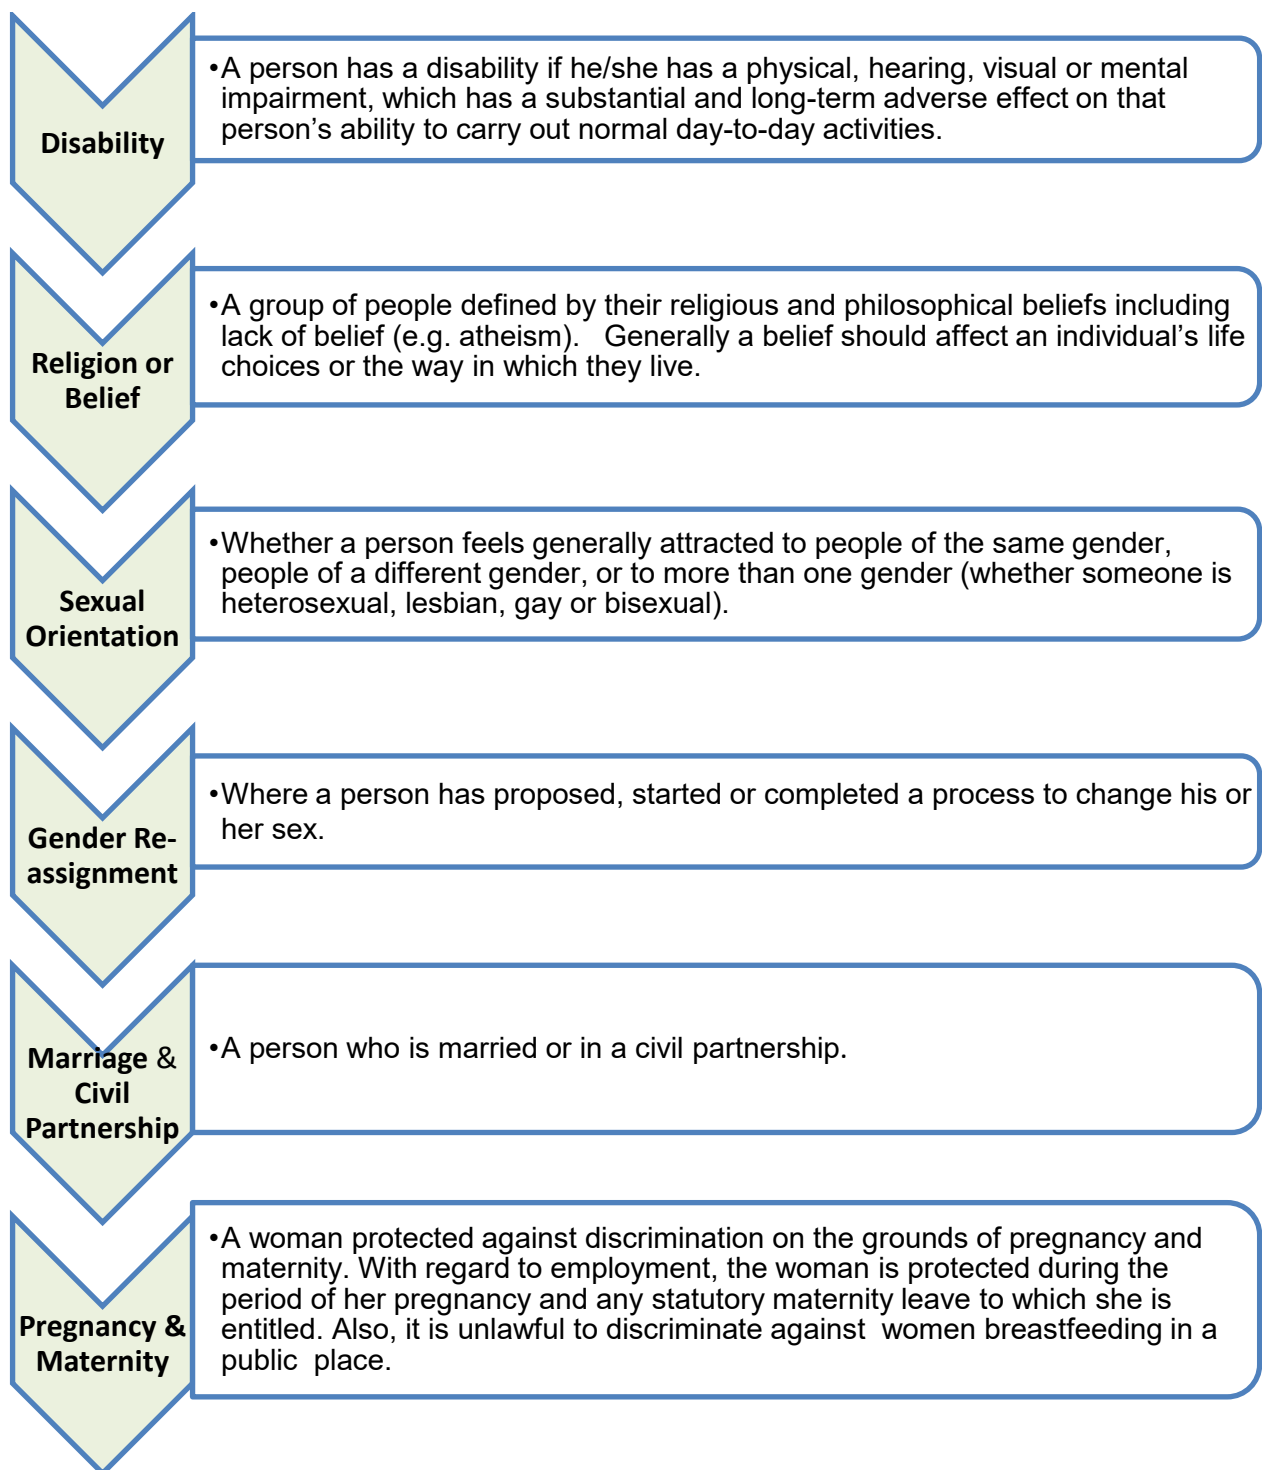 Disability
•A person has a disability if he/she has a physical, hearing, visual or mental
impairment, which has a substantial and long-term adverse effect on that
person’s ability to carry out normal day-to-day activities.
Religion or
Belief
•A group of people defined by their religious and philosophical beliefs including
lack of belief (e.g. atheism).   Generally a belief should affect an individual’s life
choices or the way in which they live.
Sexual
Orientation
•Whether a person feels generally attracted to people of the same gender,
people of a different gender, or to more than one gender (whether someone is
heterosexual, lesbian, gay or bisexual).
Gender Re-
assignment
•Where a person has proposed, started or completed a process to change his or
her sex.
Marriage &
Civil
Partnership
•A person who is married or in a civil partnership.
Pregnancy &
Maternity
•A woman protected against discrimination on the grounds of pregnancy and
maternity. With regard to employment, the woman is protected during the
period of her pregnancy and any statutory maternity leave to which she is
entitled. Also, it is unlawful to discriminate against  women breastfeeding in a
public  place.